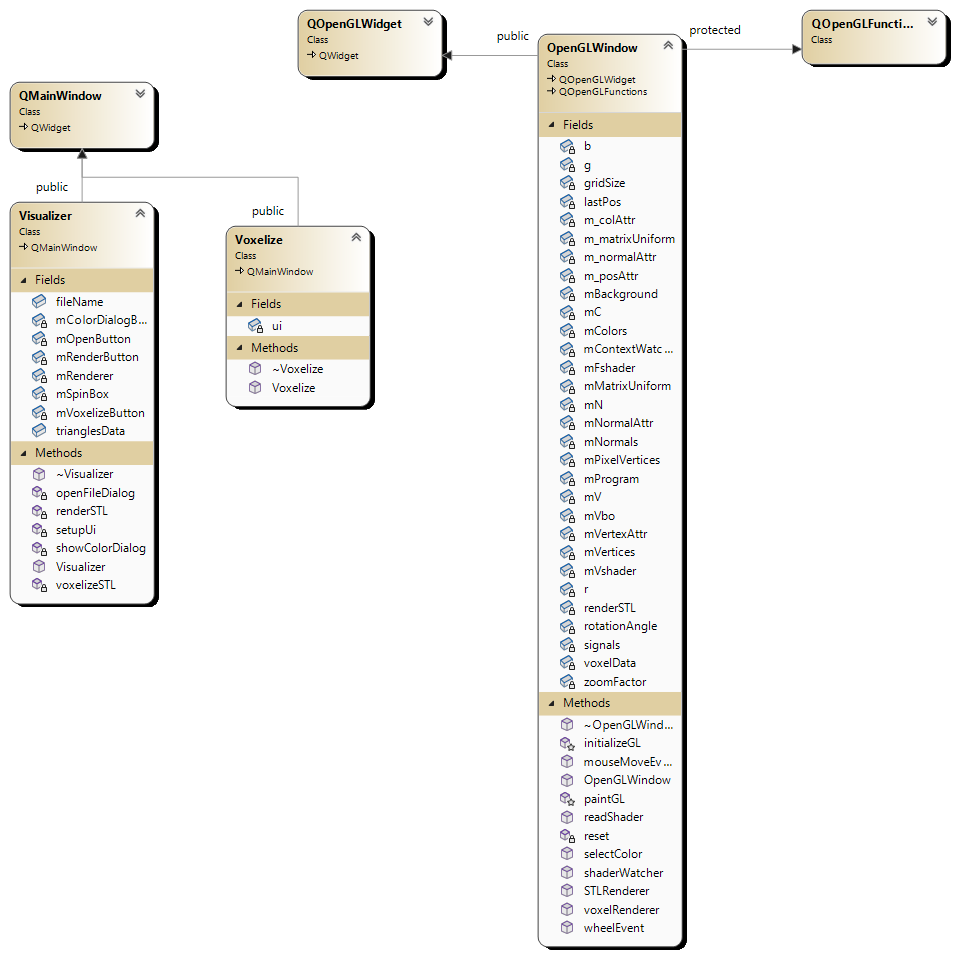 QOpenGLWidget
Class
QWidget
public
OpenGLWindow
Class
QOpenGLWidget
QOpenGLFunctions
Fields
b
g
gridSize
lastPos
m_colAttr
m_matrixUniform
m_normalAttr
m_posAttr
mBackground
mC
mColors
mContextWatc...
mFshader
mMatrixUniform
mN
mNormalAttr
mNormals
mPixelVertices
mProgram
mV
mVbo
mVertexAttr
mVertices
mVshader
r
renderSTL
rotationAngle
signals
voxelData
zoomFactor
Methods
~OpenGLWind...
initializeGL
mouseMoveEv...
OpenGLWindow
paintGL
readShader
reset
selectColor
shaderWatcher
STLRenderer
voxelRenderer
wheelEvent
protected
QOpenGLFuncti...
Class
QMainWindow
Class
QWidget
public
Visualizer
Class
QMainWindow
Fields
fileName
mColorDialogB...
mOpenButton
mRenderButton
mRenderer
mSpinBox
mVoxelizeButton
trianglesData
Methods
~Visualizer
openFileDialog
renderSTL
setupUi
showColorDialog
Visualizer
voxelizeSTL
public
Voxelize
Class
QMainWindow
Fields
ui
Methods
~Voxelize
Voxelize